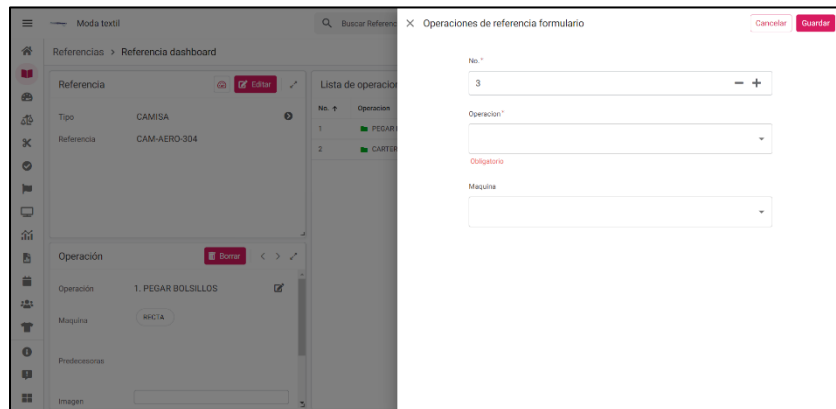 Moda textil
Buscar Referenc
Operaciones de referencia formulario
Cancelar
Guardar
Referencias > Referencia dashboard
Referencia
Editar
Tipo
CAMISA
Referencia
CAM-AERO-304
Lista de operacion
No. ↑
Operacion
1
PEGAR
2
CARTER
No.*
3
Operacion*
Obligatorio
Maquina
Operación
Borrar
Operación
1. PEGAR BOLSILLOS
Maquina
RECTA
Predecesoras
Imagen